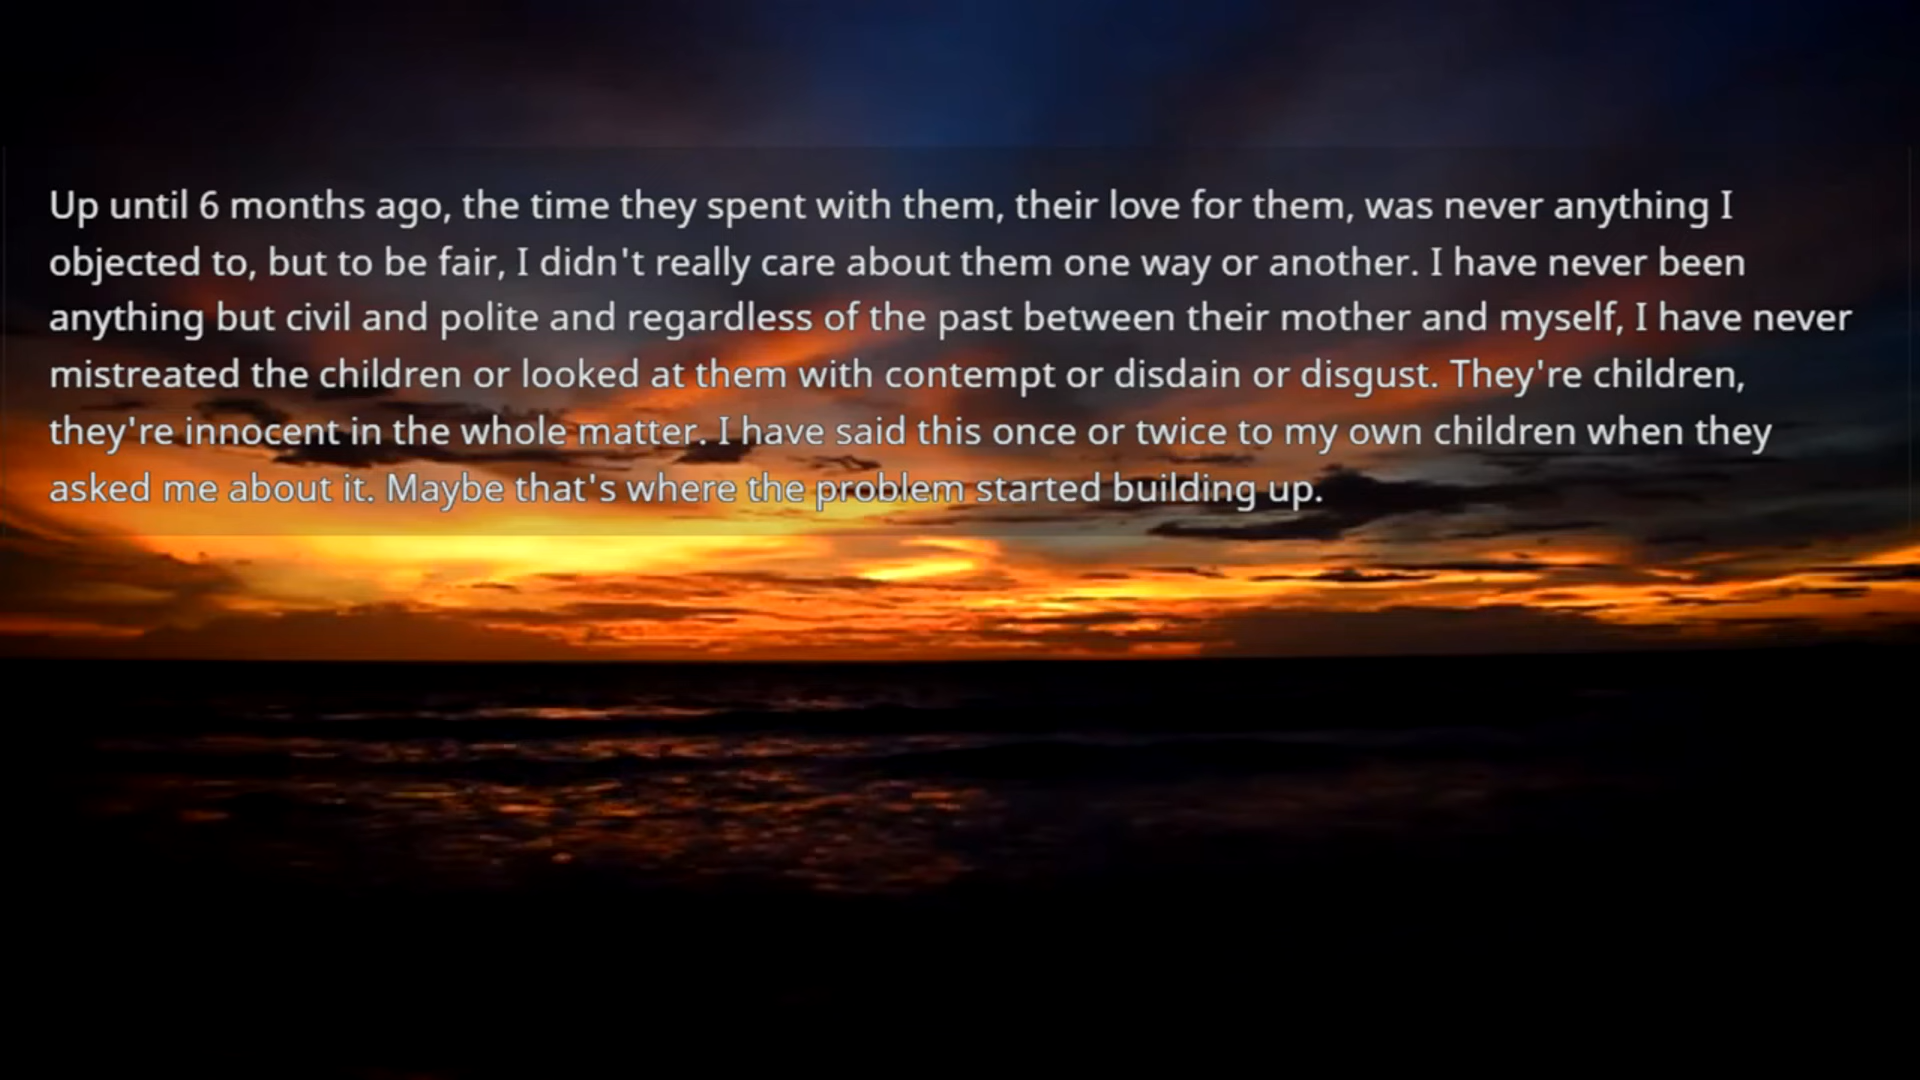 Up until 6 months ago, the time they spent with them, their love for them, was never anything I
objected to, but to be fair, I didn't really care about them one way or another. I have never been
anything but civil and polite and regardless of the past between their mother and myself, I have never
mistreated the children or looked at them with contempt or disdain or disgust. They're children,
they're innocent in the whole matter. I have said this once or twice to my own children when they
asked me about it. Maybe that's where the problem started building up.